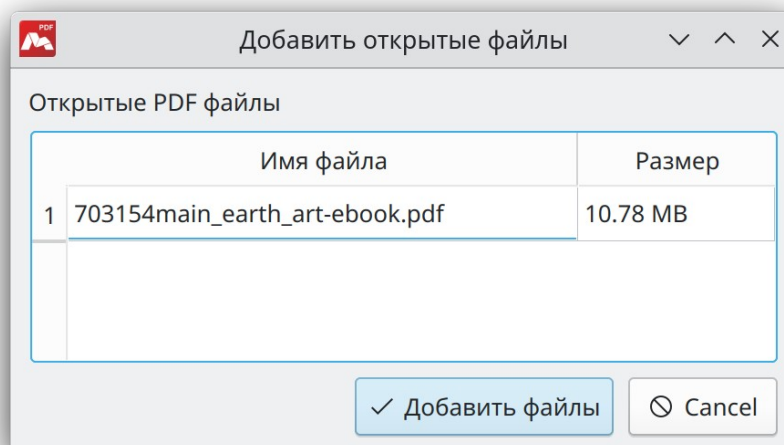 PDF
Добавить открытые файлы
Открытые PDF файлы
Имя файла Размер
1 703154main_earth_art-ebook.pdf 10.78 MB
Добавить файлы Cancel